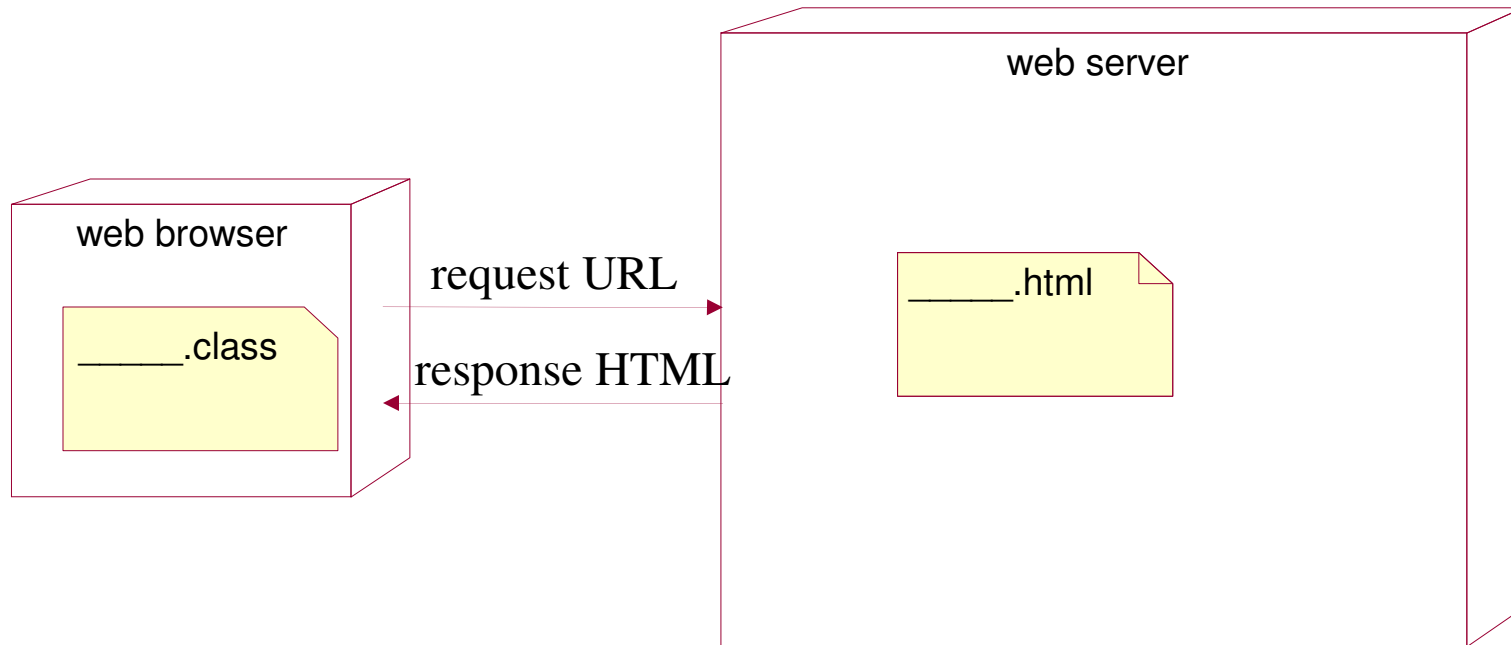 web server
web browser
request URL
_____.html
_____.class
response HTML